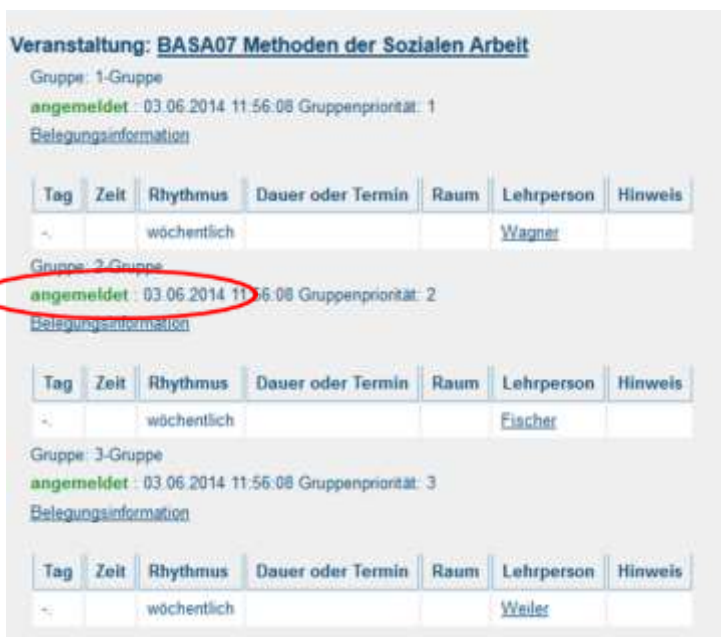 Veranstaltung: BASA07 Methoden der Sozialen Arbeit
Gruppe: 1-Gruppe
angemeldet : 03.06.2014 11:56:08 Gruppenpriorität: 1
Belegungsinformation
Tag Zeit Rhythmus Dauer oder Termin Raum Lehrperson Hinweis
-. wöchentlich Wagner
Gruppe: 2-Gruppe
angemeldet : 03.06.2014 11:56:08 Gruppenpriorität: 2
Belegungsinformation
Tag Zeit Rhythmus Dauer oder Termin Raum Lehrperson Hinweis
-. wöchentlich Fischer
Gruppe: 3-Gruppe
angemeldet : 03.06.2014 11:56:08 Gruppenpriorität: 3
Belegungsinformation
Tag Zeit Rhythmus Dauer oder Termin Raum Lehrperson Hinweis
-. wöchentlich Weiler